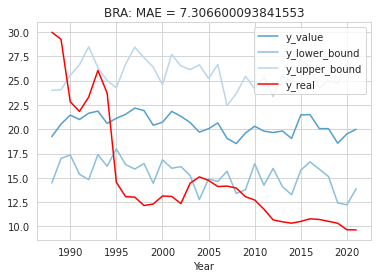 BRA: MAE = 7.306600093841553
y_value
y_lower_bound
y_upper_bound
y_real
30.0
27.5
25.0
22.5
20.0
17.5
15.0
12.5
10.0
1990 1995 2000 2005 2010 2015 2020
Year